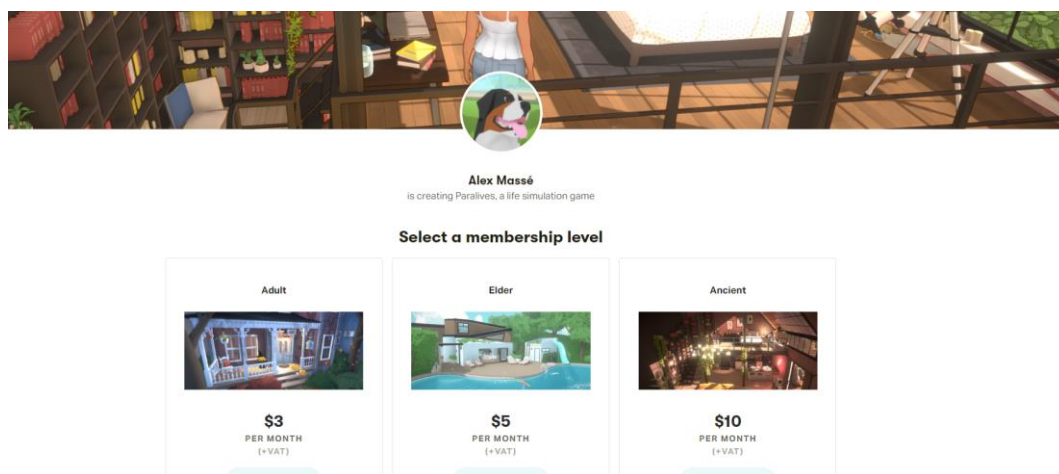 Alex Massé
is creating Paralives, a life simulation game
Select a membership level
Adult
Elder
Ancient
$3
PER MONTH
(+VAT)
$5
PER MONTH
(+VAT)
$10
PER MONTH
(+VAT)